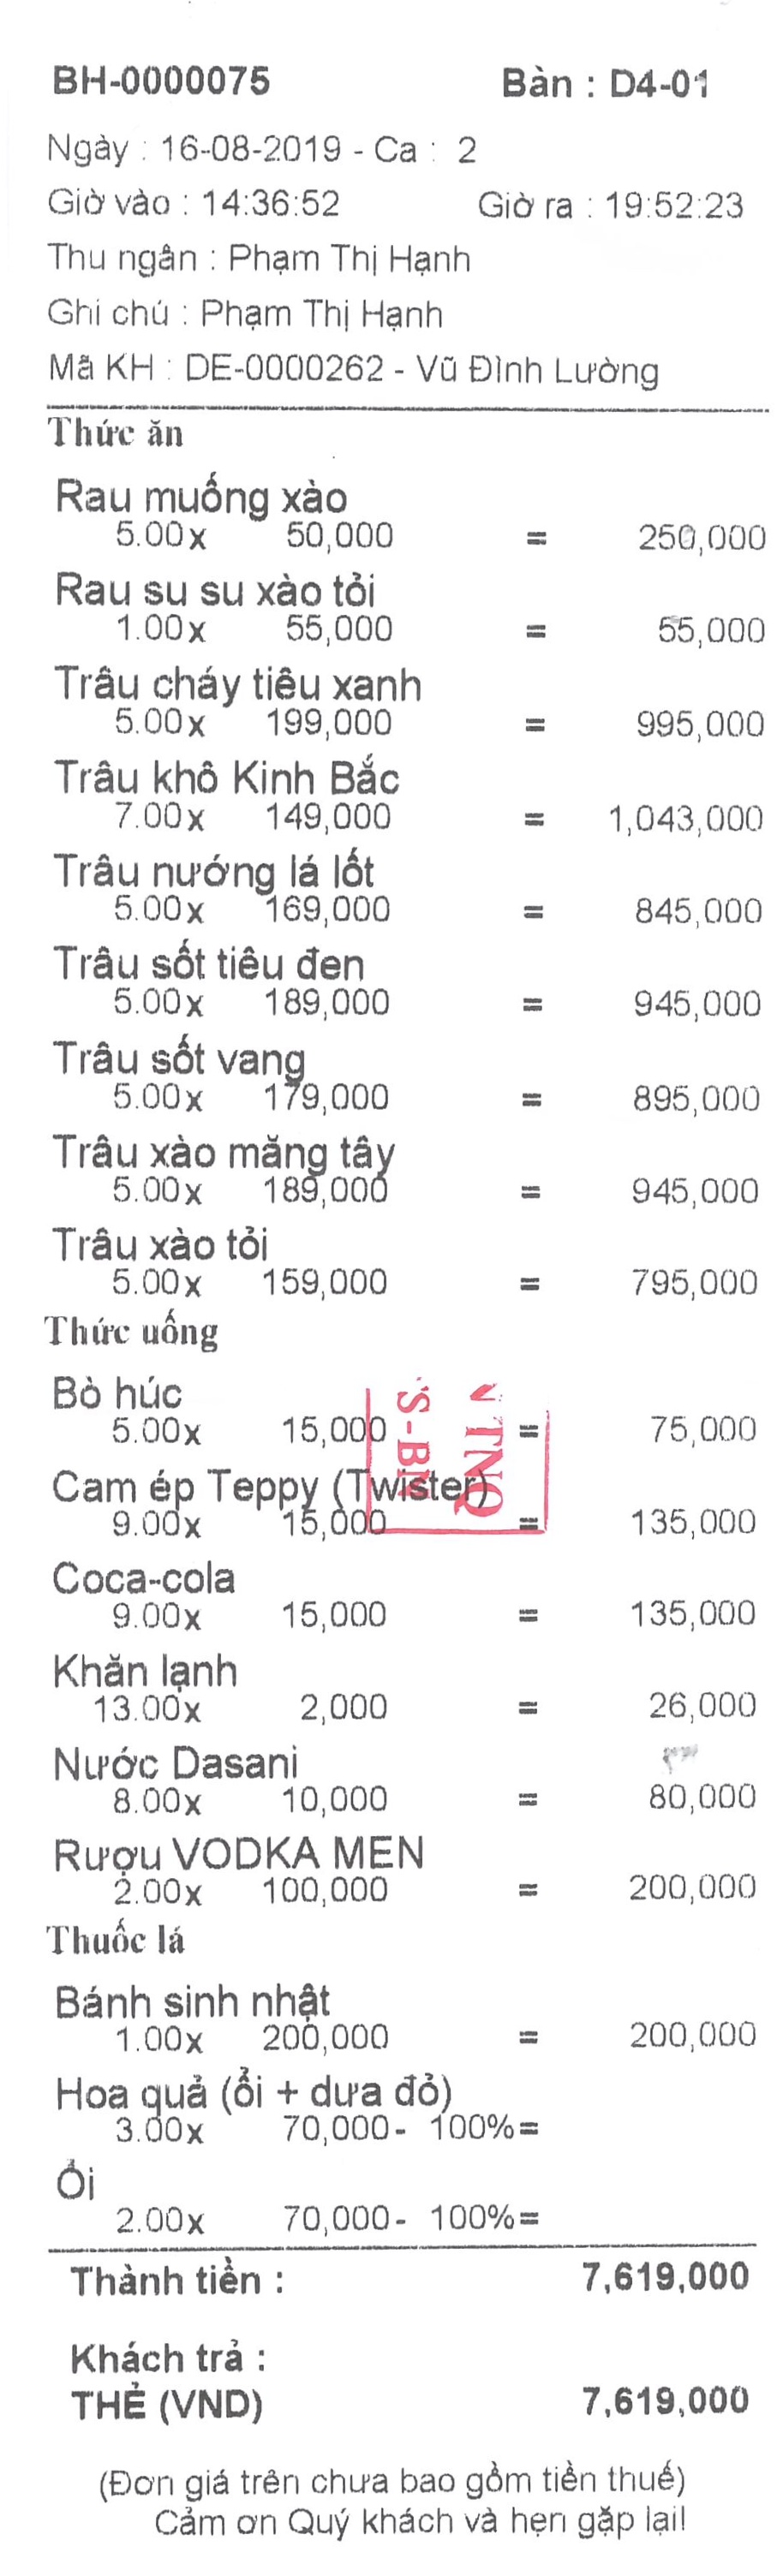 BH-0000075 Bàn : D4-01
Ngày : 16-08-2019 - Ca : 2
Giờ vào : 14:36:52 Giờ ra : 19:52:23
Thu ngân : Phạm Thị Hạnh
Ghi chú : Phạm Thị Hạnh
Mã KH : DE-0000262 - Vũ Đình Lường
Thức ăn
Rau muống xào
5.00x 50,000 = 250,000
Rau su su xào tỏi
1.00x 55,000 = 55,000
Trâu cháy tiêu xanh
5.00x 199,000 = 995,000
Trâu khô Kinh Bắc
7.00x 149,000 = 1,043,000
Trâu nướng lá lốt
5.00x 169,000 = 845,000
Trâu sốt tiêu đen
5.00x 189,000 = 945,000
Trâu sốt vang
5.00x 179,000 = 895,000
Trâu xào măng tây
5.00x 189,000 = 945,000
Trâu xào tỏi
5.00x 159,000 = 795,000
Thức uống
Bò húc
5.00x 15,000 = 75,000
Cam ép Teppy (Twister)
9.00x 15,000 = 135,000
Coca-cola
9.00x 15,000 = 135,000
Khăn lạnh
13.00x 2,000 = 26,000
Nước Dasani
8.00x 10,000 = 80,000
Rượu VODKA MEN
2.00x 100,000 = 200,000
Thuốc lá
Bánh sinh nhật
1.00x 200,000 = 200,000
Hoa quả (ổi + dưa đỏ)
3.00x 70,000- 100%=
Ổi
2.00x 70,000- 100%=
Thành tiền : 7,619,000
Khách trả :
THẺ (VND) 7,619,000
(Đơn giá trên chưa bao gồm tiền thuế)
Cảm ơn Quý khách và hẹn gặp lại!
TNQ
S - BN